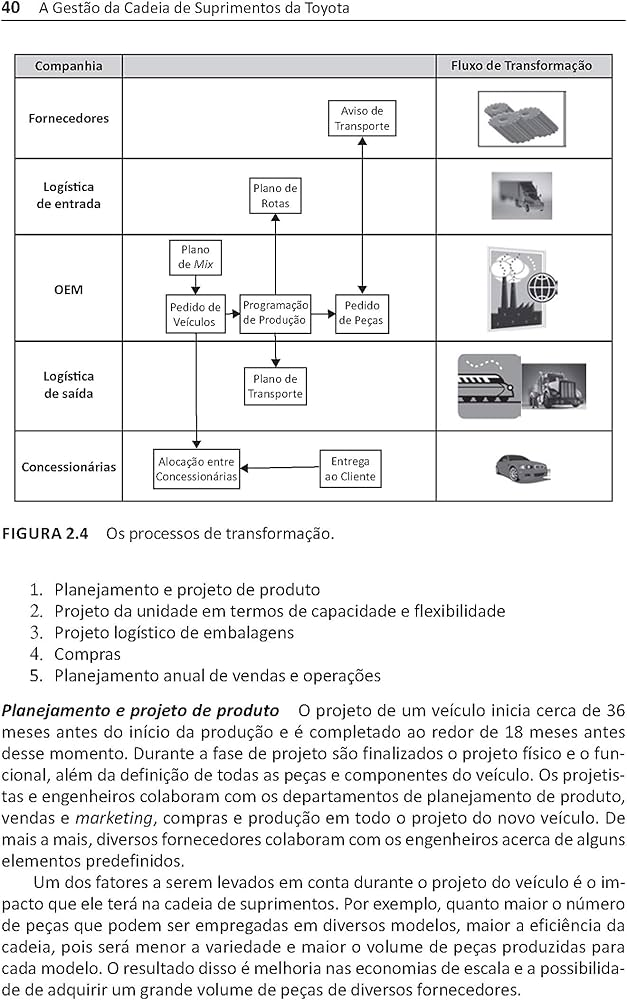 40 A Gestão da Cadeia de Suprimentos da Toyota
Companhia
Fluxo de Transformação
Fornecedores
Aviso de
Transporte
Logística
de entrada
Plano de
Rotas
OEM
Plano
de Mix
Pedido de
Veículos
Programação
de Produção
Pedido
de Peças
Logística
de saída
Plano de
Transporte
Concessionárias
Alocação entre
Concessionárias
Entrega
ao Cliente
FIGURA 2.4 Os processos de transformação.
1. Planejamento e projeto de produto
2. Projeto da unidade em termos de capacidade e flexibilidade
3. Projeto logístico de embalagens
4. Compras
5. Planejamento anual de vendas e operações
Planejamento e projeto de produto O projeto de um veículo inicia cerca de 36
meses antes do início da produção e é completado ao redor de 18 meses antes
desse momento. Durante a fase de projeto são finalizados o projeto físico e o fun-
cional, além da definição de todas as peças e componentes do veículo. Os projetis-
tas e engenheiros colaboram com os departamentos de planejamento de produto,
vendas e marketing, compras e produção em todo o projeto do novo veículo. De
mais a mais, diversos fornecedores colaboram com os engenheiros acerca de alguns
elementos predefinidos.
Um dos fatores a serem levados em conta durante o projeto do veículo é o im-
pacto que ele terá na cadeia de suprimentos. Por exemplo, quanto maior o número
de peças que podem ser empregadas em diversos modelos, maior a eficiência da
cadeia, pois será menor a variedade e maior o volume de peças produzidas para
cada modelo. O resultado disso é melhoria nas economias de escala e a possibilida-
de de adquirir um grande volume de peças de diversos fornecedores.